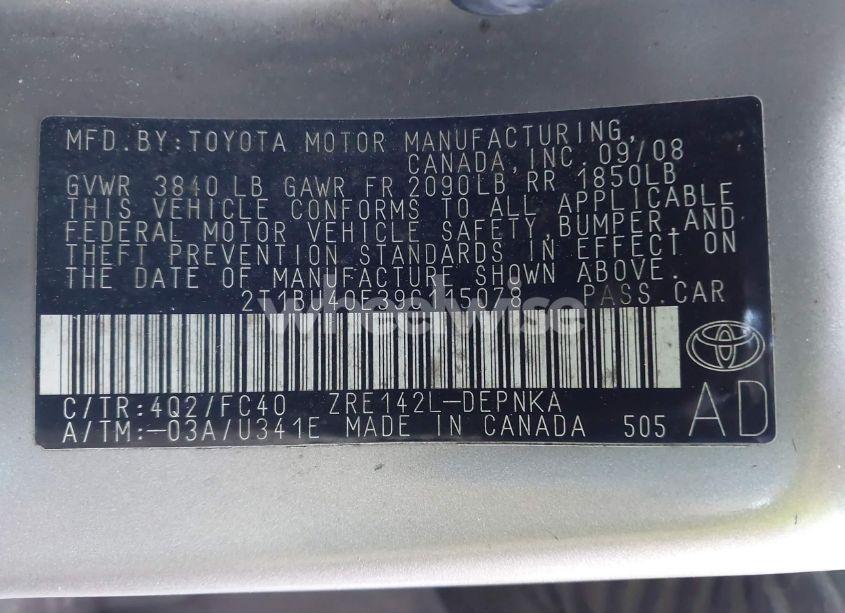 MFD. BY: TOYOTA MOTOR MANUFACTURING,
CANADA, INC. 09/08
GVWR 3840 LB GAWR FR 2090LB RR 1850LB
THIS VEHICLE CONFORMS TO ALL APPLICABLE
FEDERAL MOTOR VEHICLE SAFETY, BUMPER, AND
THEFT PREVENTION STANDARDS IN EFFECT ON
THE DATE OF MANUFACTURE SHOWN ABOVE.
PASS. CAR
wheelwise
C/TR: 4Q2/FC40 ZRE142L-DEPNKA
A/TM: -03A/U341E MADE IN CANADA 505
AD